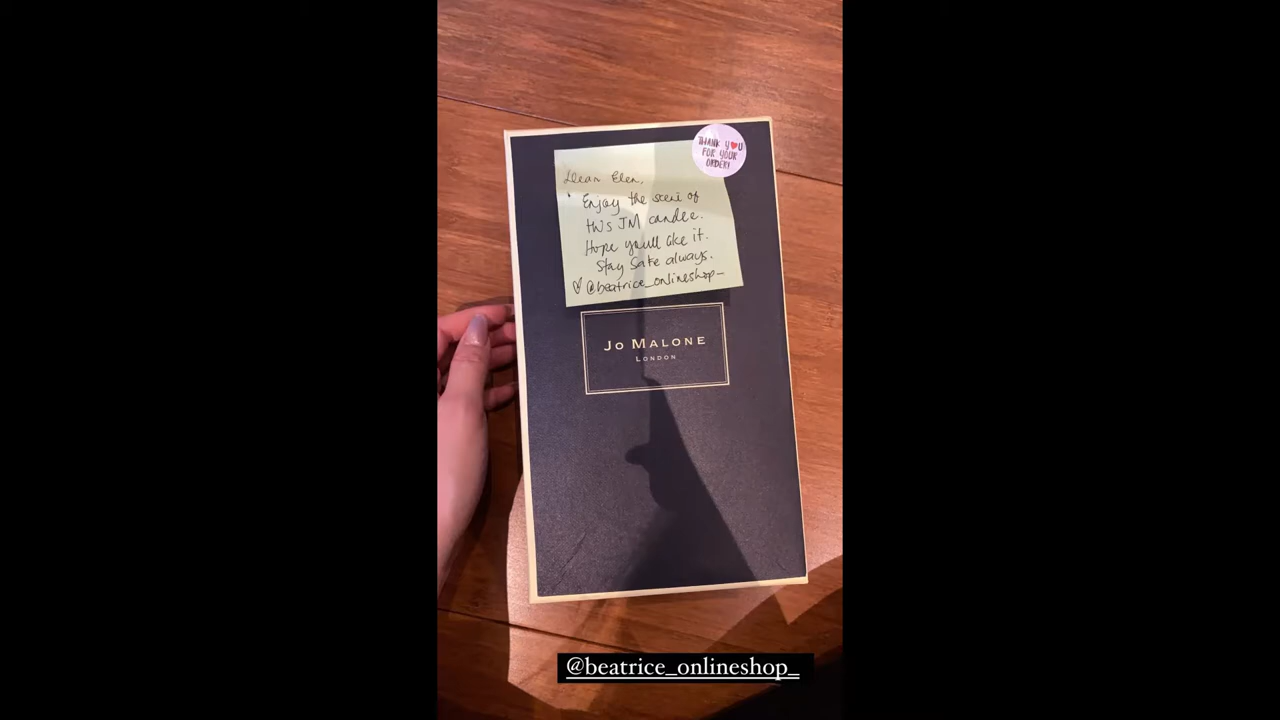 THANK Y❤U
FOR YOUR
ORDER!
Dear Elen,
Enjoy the scent of
this JM candle.
Hope you'll like it.
Stay safe always.
♡ @beatrice_onlineshop_
JO MALONE
LONDON
@beatrice_onlineshop_